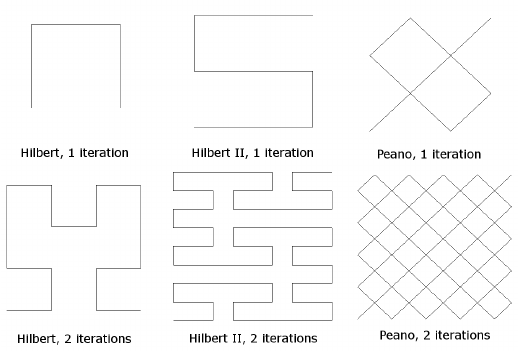 Hilbert, 1 iteration
Hilbert II, 1 iteration
Peano, 1 iteration
Hilbert, 2 iterations
Hilbert II, 2 iterations
Peano, 2 iterations